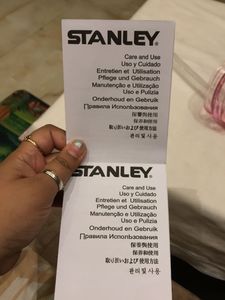 STANLEY®
Care and Use
Uso y Cuidado
Entretien et Utilisation
Pflege und Gebrauch
Manutenção e Utilização
Uso e Pulizia
Onderhoud en Gebruik
Правила Использования
保養與使用
保养和使用
取り扱いおよび使用方法
관리 및 사용
STANLEY®
Care and Use
Uso y Cuidado
Entretien et Utilisation
Pflege und Gebrauch
Manutenção e Utilização
Uso e Pulizia
Onderhoud en Gebruik
Правила Использования
保養與使用
保养和使用
取り扱いおよび使用方法
관리 및 사용